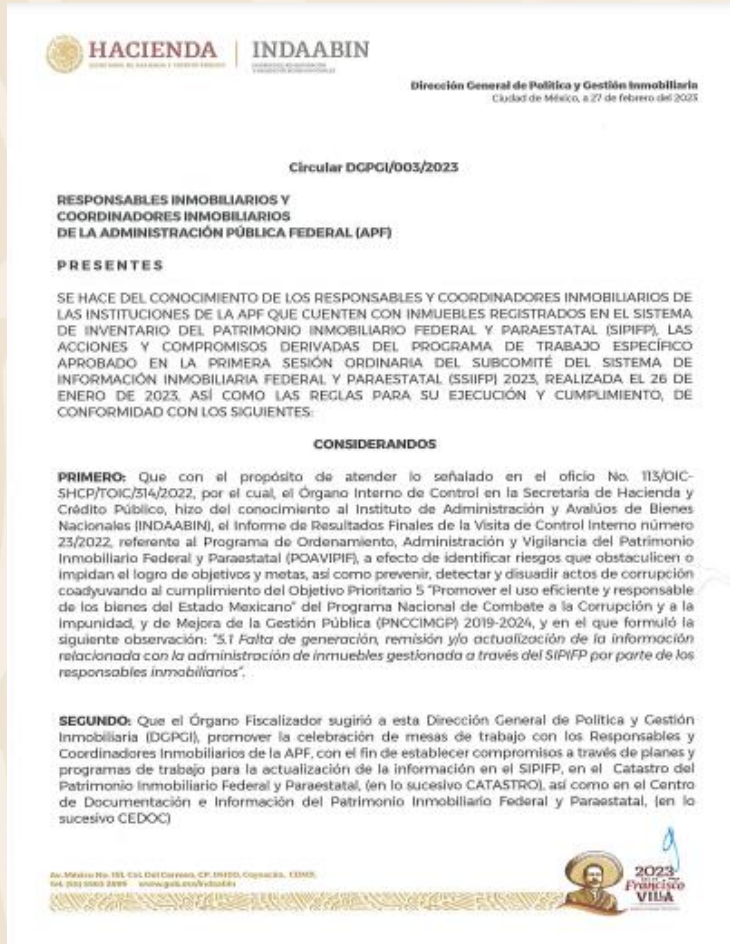 HACIENDA
INDAABIN
Dirección General de Política y Gestión Inmobiliaria
Ciudad de México, a 27 de febrero del 2023
Circular DGPGI/003/2023
RESPONSABLES INMOBILIARIOS Y
COORDINADORES INMOBILIARIOS
DE LA ADMINISTRACIÓN PÚBLICA FEDERAL (APF)
P R E S E N T E S
SE HACE DEL CONOCIMIENTO DE LOS RESPONSABLES Y COORDINADORES INMOBILIARIOS DE
LAS INSTITUCIONES DE LA APF QUE CUENTEN CON INMUEBLES REGISTRADOS EN EL SISTEMA
DE INVENTARIO DEL PATRIMONIO INMOBILIARIO FEDERAL Y PARAESTATAL (SIPIFP), LAS
ACCIONES Y COMPROMISOS DERIVADAS DEL PROGRAMA DE TRABAJO ESPECÍFICO
APROBADO EN LA PRIMERA SESIÓN ORDINARIA DEL SUBCOMITÉ DEL SISTEMA DE
INFORMACIÓN INMOBILIARIA FEDERAL Y PARAESTATAL (SSIIFP) 2023, REALIZADA EL 26 DE
ENERO DE 2023, ASÍ COMO LAS REGLAS PARA SU EJECUCIÓN Y CUMPLIMIENTO, DE
CONFORMIDAD CON LOS SIGUIENTES:
CONSIDERANDOS
PRIMERO: Que con el propósito de atender lo señalado en el oficio No. 113/OIC-
SHCP/TOIC/514/2022, por el cual, el Órgano Interno de Control en la Secretaría de Hacienda y
Crédito Público, hizo del conocimiento al Instituto de Administración y Avalúos de Bienes
Nacionales (INDAABIN), el Informe de Resultados Finales de la Visita de Control Interno número
23/2022, referente al Programa de Ordenamiento, Administración y Vigilancia del Patrimonio
Inmobiliario Federal y Paraestatal (POAVIPIF), a efecto de identificar riesgos que obstaculicen o
impidan el logro de objetivos y metas, así como prevenir, detectar y disuadir actos de corrupción
coadyuvando al cumplimiento del Objetivo Prioritario 5 "Promover el uso eficiente y responsable
de los bienes del Estado Mexicano" del Programa Nacional de Combate a la Corrupción y a la
Impunidad, y de Mejora de la Gestión Pública (PNCCIMGP) 2019-2024, y en el que formuló la
siguiente observación: "5.1 Falta de generación, remisión y/o actualización de la información
relacionada con la administración de inmuebles gestionada a través del SIPIFP por parte de los
responsables inmobiliarios".
SEGUNDO: Que el Órgano Fiscalizador sugirió a esta Dirección General de Política y Gestión
Inmobiliaria (DGPGI), promover la celebración de mesas de trabajo con los Responsables y
Coordinadores Inmobiliarios de la APF, con el fin de establecer compromisos a través de planes y
programas de trabajo para la actualización de la información en el SIPIFP, en el Catastro del
Patrimonio Inmobiliario Federal y Paraestatal, (en lo sucesivo CATASTRO), así como en el Centro
de Documentación e Información del Patrimonio Inmobiliario Federal y Paraestatal, (en lo
sucesivo CEDOC)
Av. México No. 151, Col. Del Carmen, CP. 04100, Coyoacán, CDMX.
www.gob.mx/indaabin
2023
Francisco
VILLA